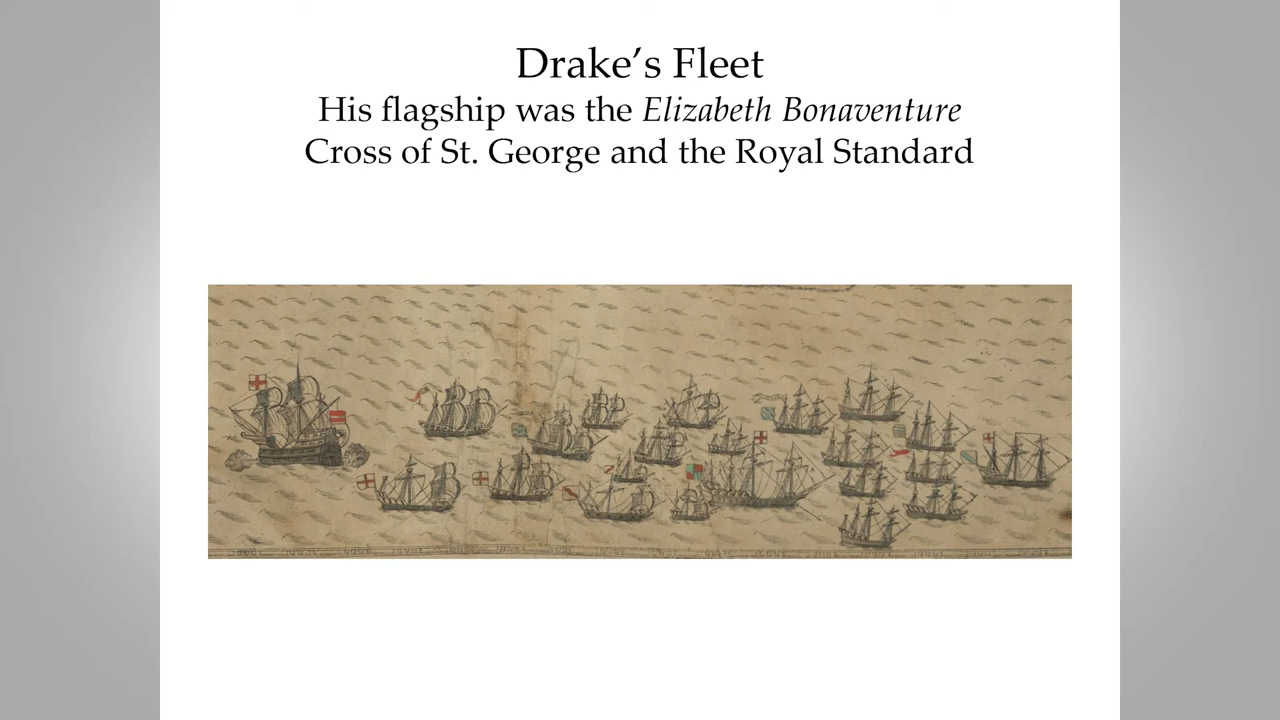 Drake’s Fleet
His flagship was the Elizabeth Bonaventure
Cross of St. George and the Royal Standard